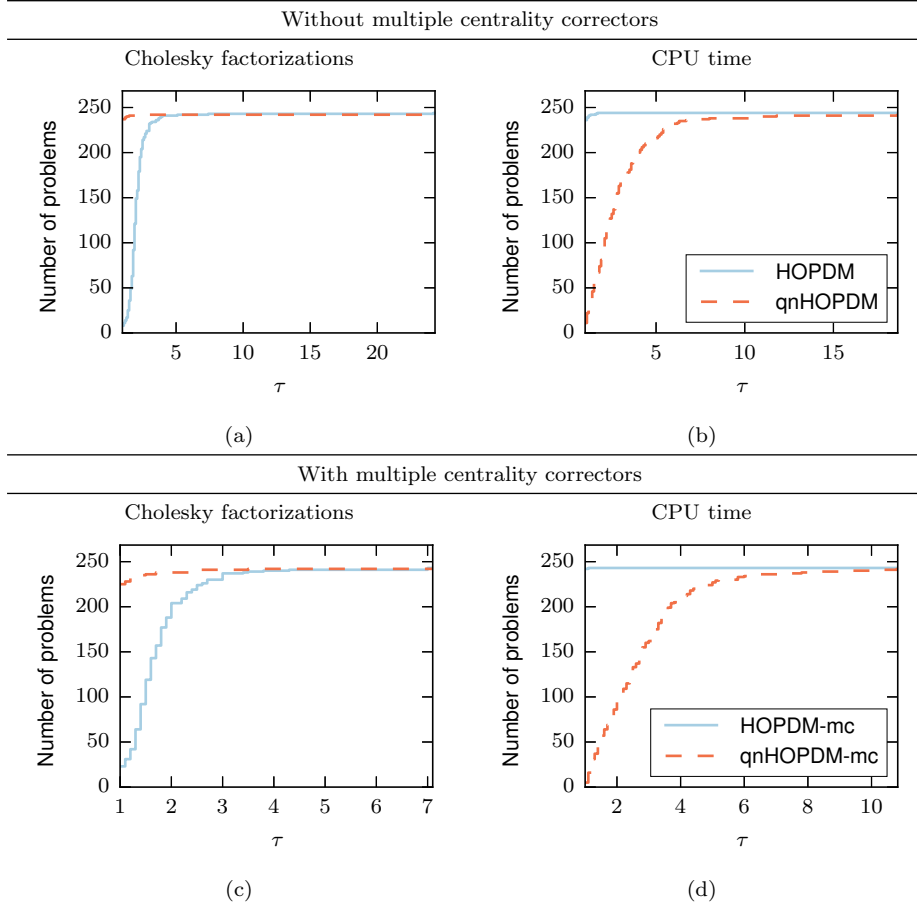 Without multiple centrality correctors
Cholesky factorizations
CPU time
Number of problems
250
200
150
100
50
0
5
10
15
20
τ
(a)
Number of problems
250
200
150
100
50
0
5
10
15
τ
HOPDM
qnHOPDM
(b)
With multiple centrality correctors
Cholesky factorizations
CPU time
Number of problems
250
200
150
100
50
0
1
2
3
4
5
6
7
τ
(c)
Number of problems
250
200
150
100
50
0
2
4
6
8
10
τ
HOPDM-mc
qnHOPDM-mc
(d)